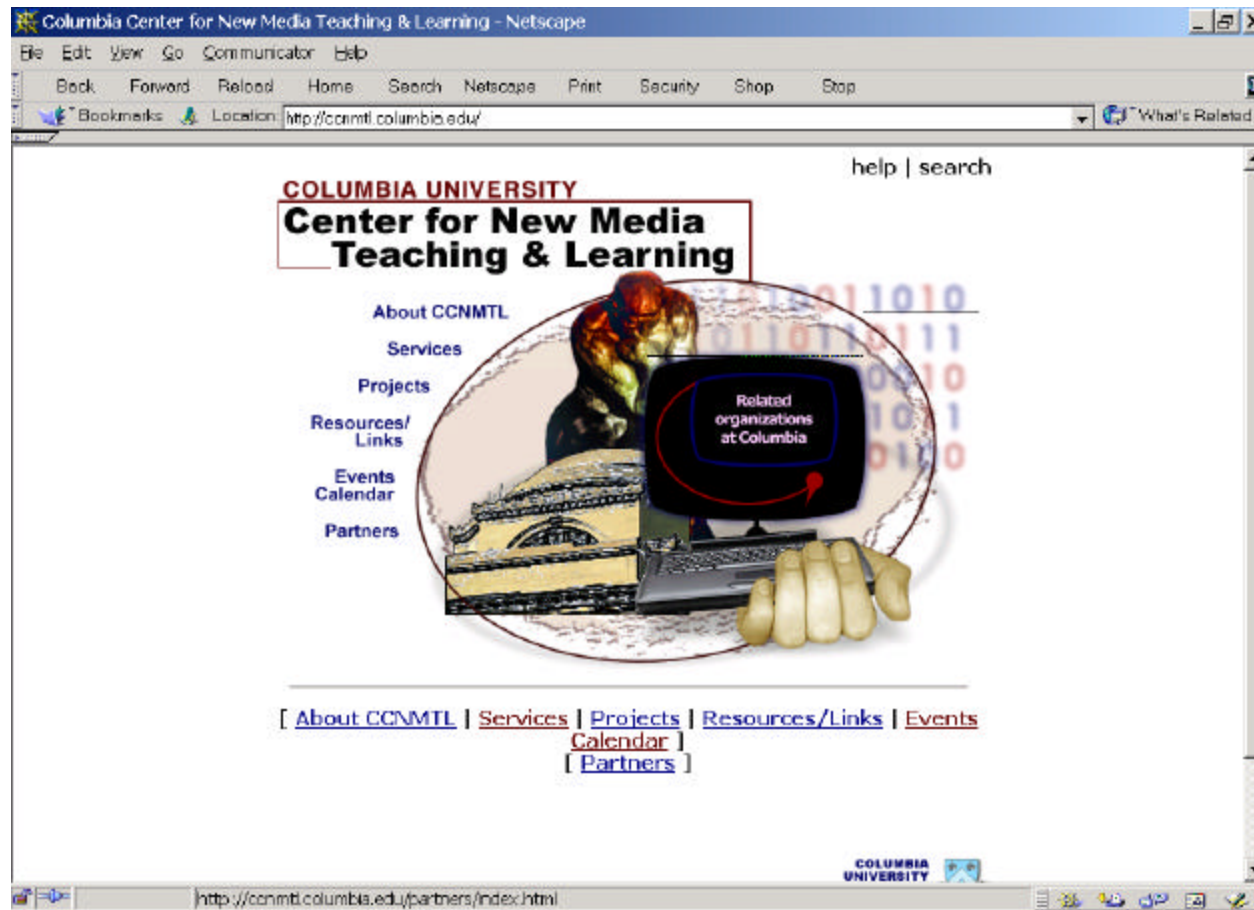 Columbia Center for New Media Teaching & Learning - Netscape
File Edit View Go Communicator Help
Back Forward Reload Home Search Netscape Print Security Shop Stop
Bookmarks Location: http://ccnmtl.columbia.edu/ What's Related
help | search
COLUMBIA UNIVERSITY
Center for New Media
Teaching & Learning
About CCNMTL
Services
Projects
Resources/
Links
Events
Calendar
Partners
Related
organizations
at Columbia
[ About CCNMTL | Services | Projects | Resources/Links | Events
Calendar ]
[ Partners ]
COLUMBIA
UNIVERSITY
http://ccnmtl.columbia.edu/partners/index.html